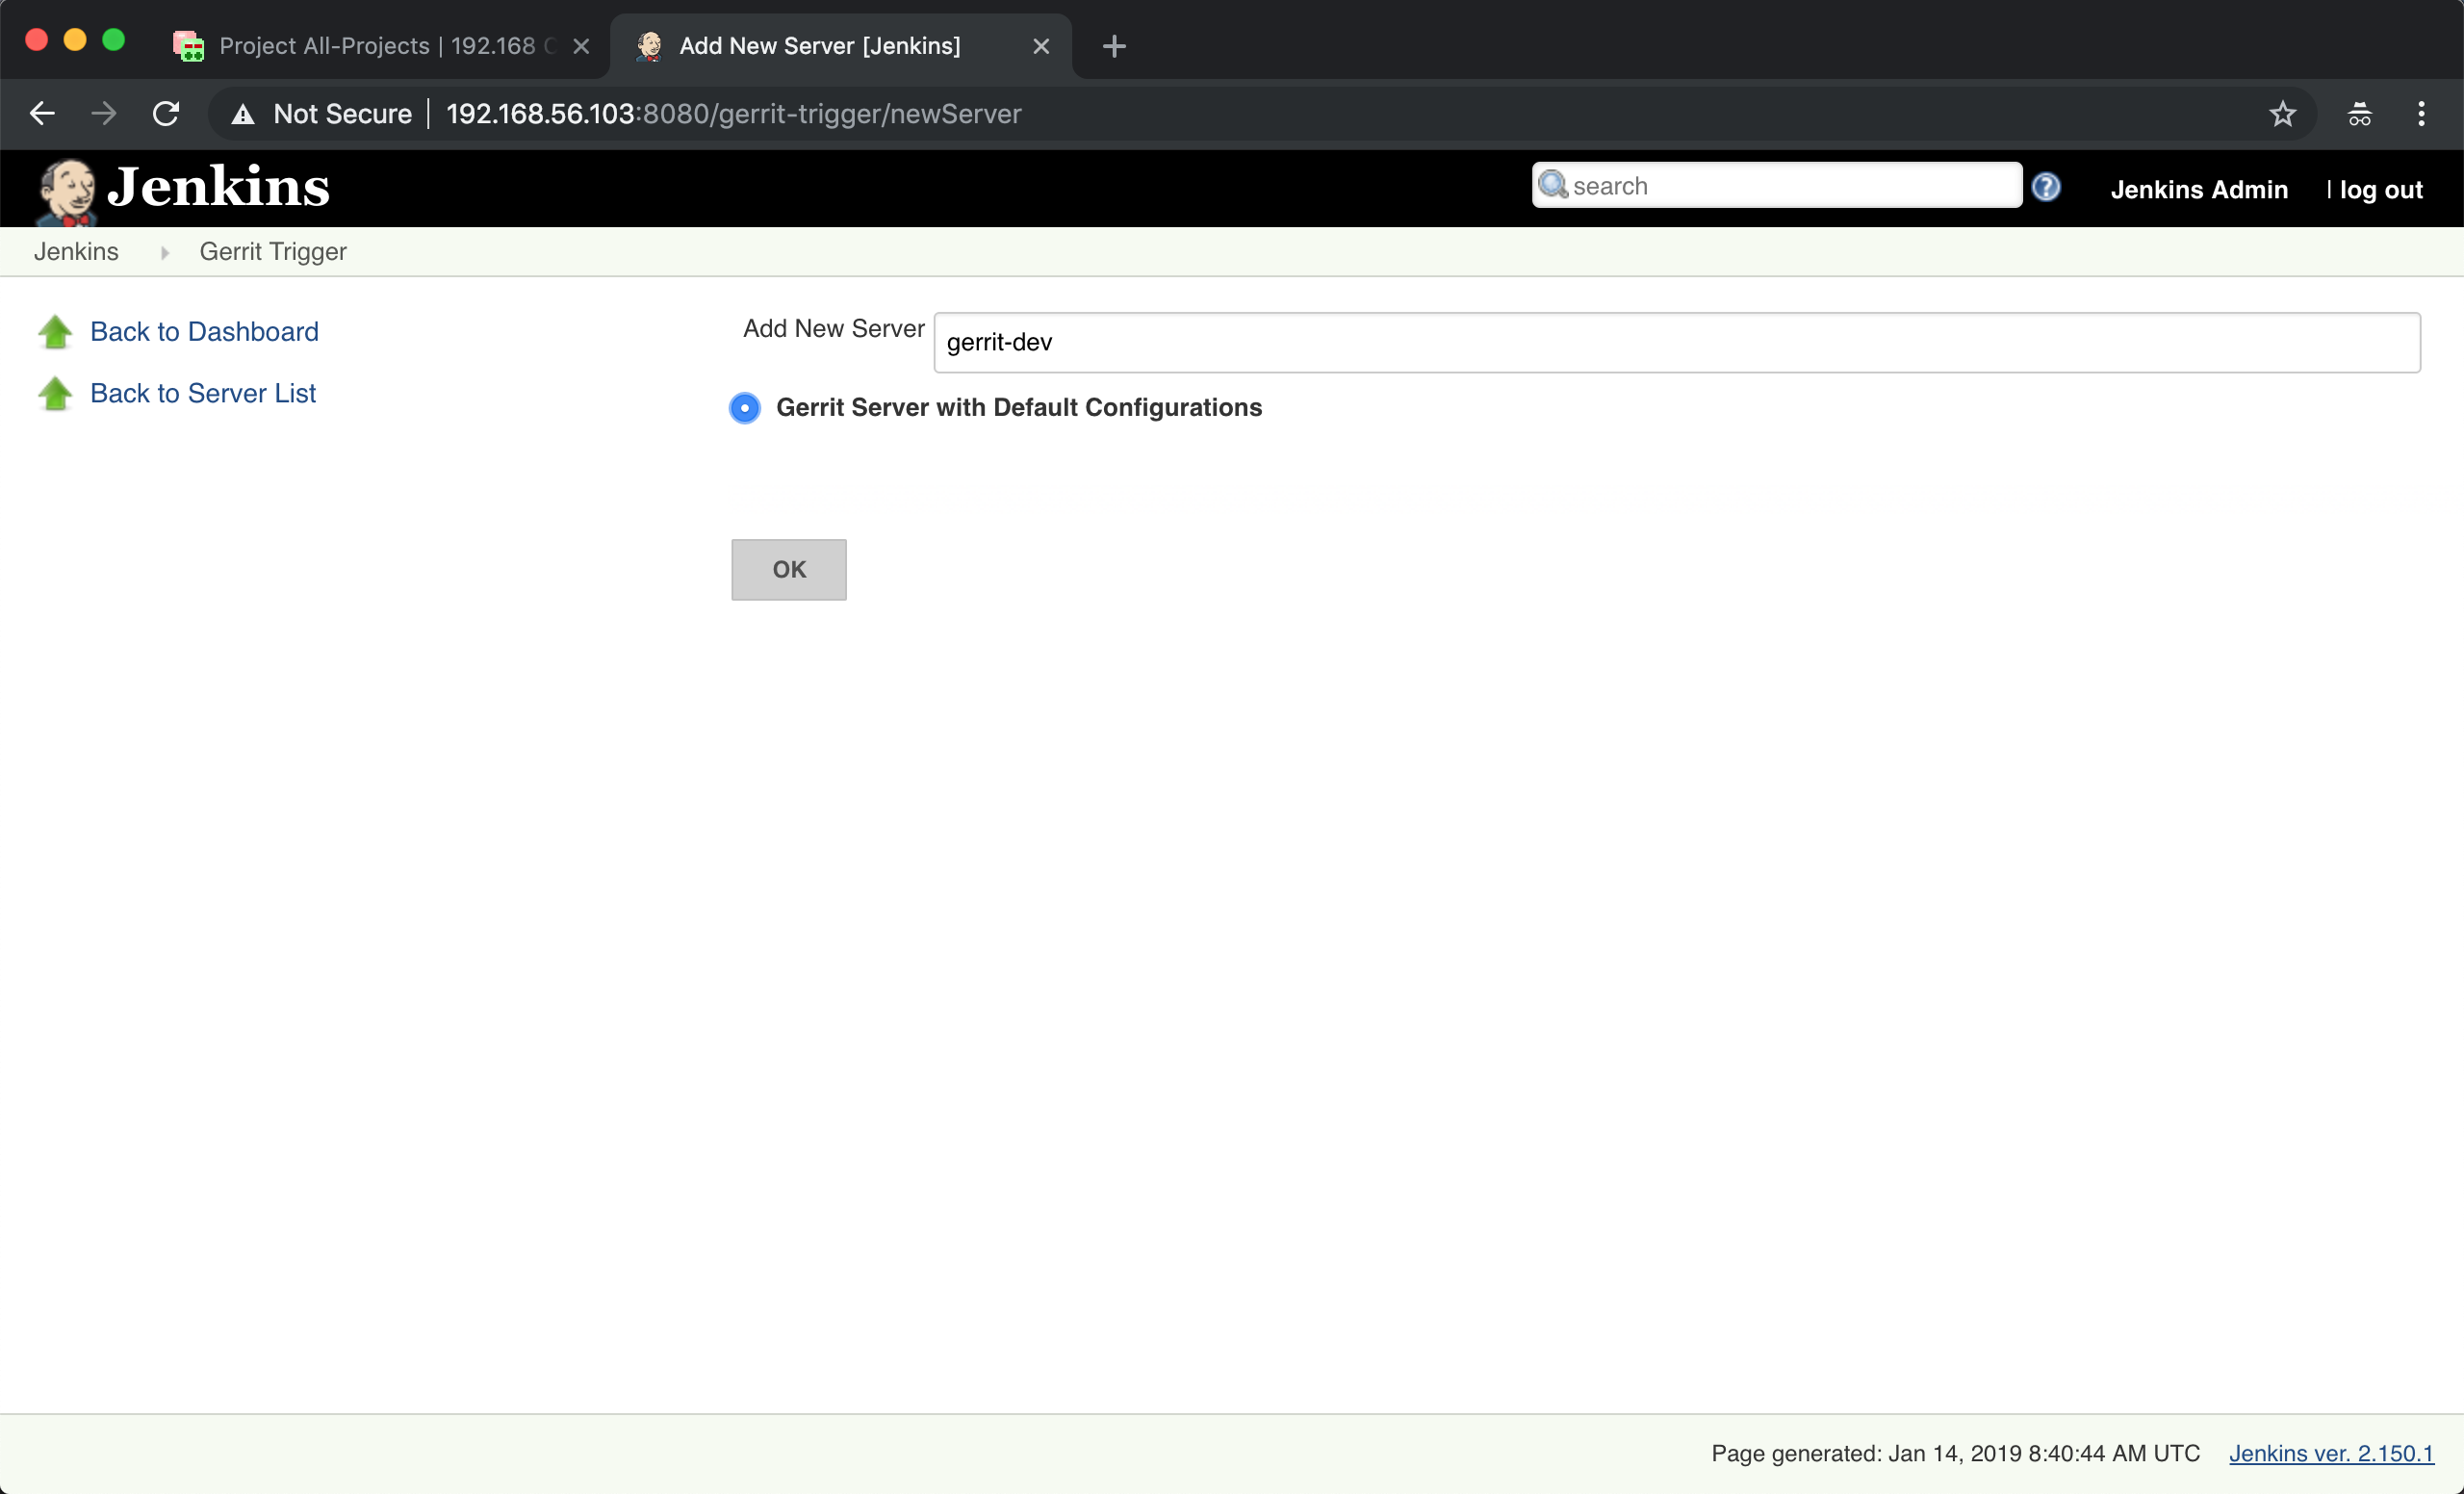 Project All-Projects | 192.168
Add New Server [Jenkins]
Not Secure | 192.168.56.103:8080/gerrit-trigger/newServer
Jenkins
search
Jenkins Admin | log out
Jenkins Gerrit Trigger
Back to Dashboard
Back to Server List
Add New Server gerrit-dev
Gerrit Server with Default Configurations
OK
Page generated: Jan 14, 2019 8:40:44 AM UTC Jenkins ver. 2.150.1